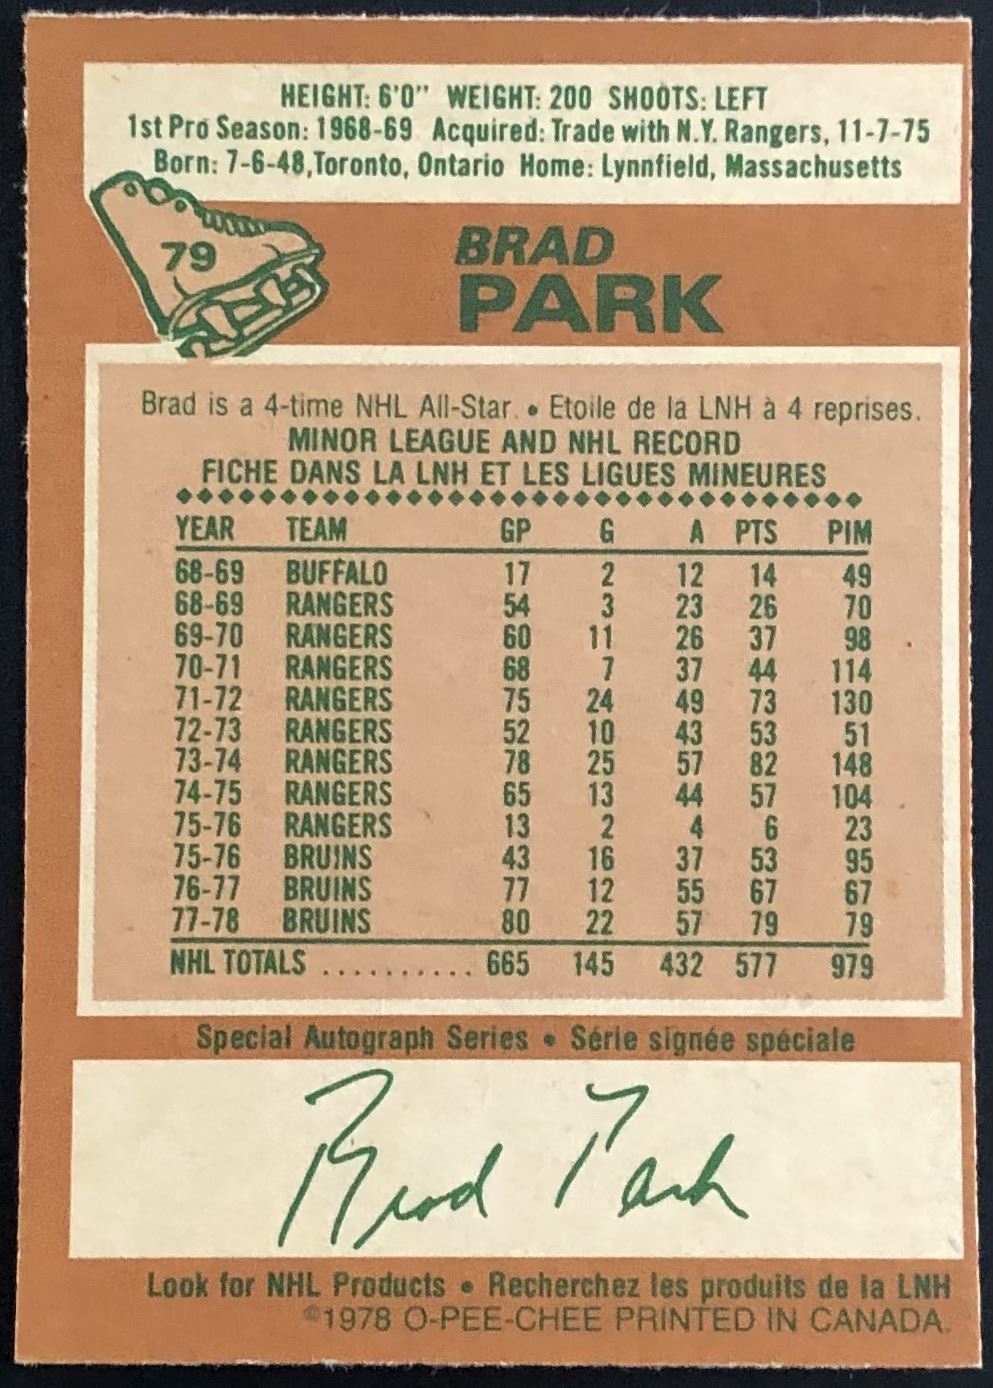 HEIGHT: 6'0" WEIGHT: 200 SHOOTS: LEFT
1st Pro Season: 1968-69 Acquired: Trade with N.Y. Rangers, 11-7-75
Born: 7-6-48, Toronto, Ontario Home: Lynnfield, Massachusetts
79
BRAD
PARK
Brad is a 4-time NHL All-Star. • Etoile de la LNH à 4 reprises.
MINOR LEAGUE AND NHL RECORD
FICHE DANS LA LNH ET LES LIGUES MINEURES
YEAR TEAM GP G A PTS PIM
68-69 BUFFALO 17 2 12 14 49
68-69 RANGERS 54 3 23 26 70
69-70 RANGERS 60 11 26 37 98
70-71 RANGERS 68 7 37 44 114
71-72 RANGERS 75 24 49 73 130
72-73 RANGERS 52 10 43 53 51
73-74 RANGERS 78 25 57 82 148
74-75 RANGERS 65 13 44 57 104
75-76 RANGERS 13 2 4 6 23
75-76 BRUINS 43 16 37 53 95
76-77 BRUINS 77 12 55 67 67
77-78 BRUINS 80 22 57 79 79
NHL TOTALS .......... 665 145 432 577 979
Special Autograph Series • Série signée spéciale
Brad Park
Look for NHL Products • Recherchez les produits de la LNH
©1978 O-PEE-CHEE PRINTED IN CANADA.